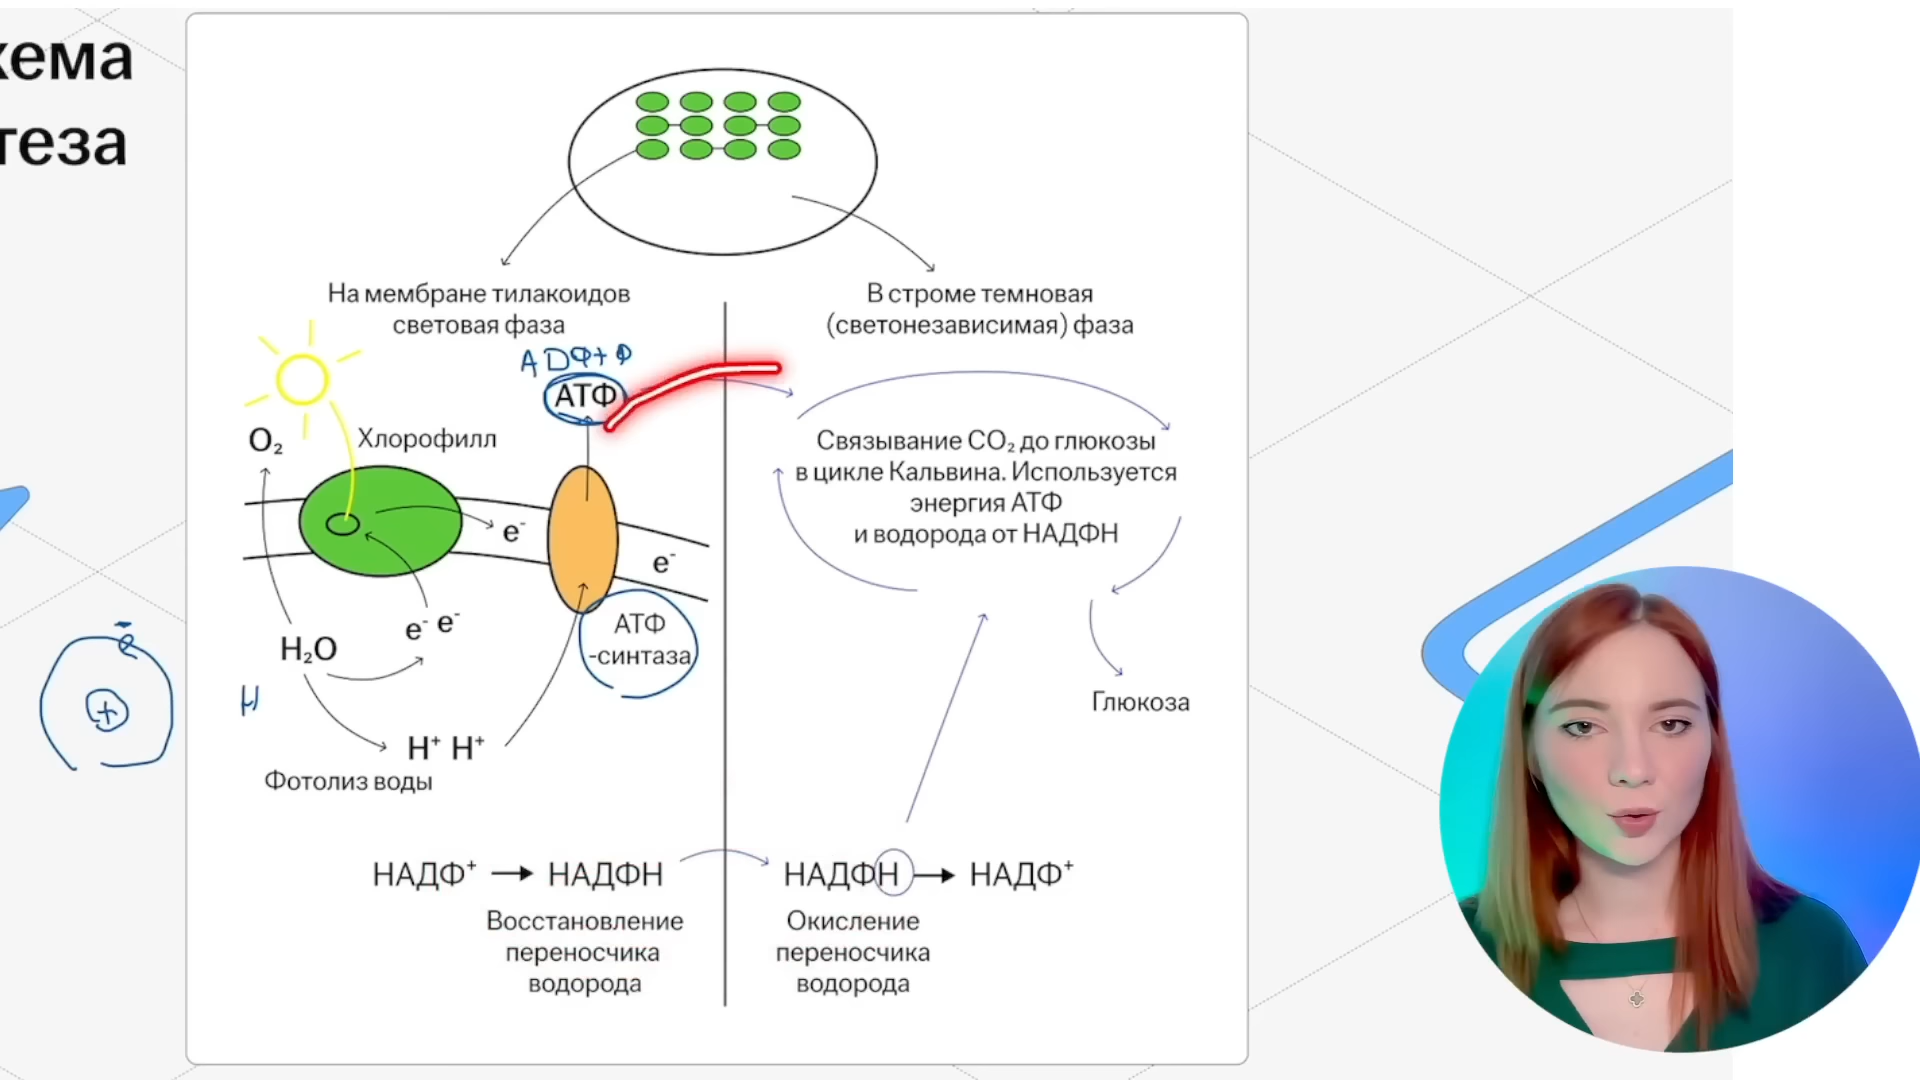 хема
теза
На мембране тилакоидов
световая фаза
В строме темновая
(светонезависимая) фаза
АДФ+Ф
АТФ
O₂
Хлорофилл
e⁻
e⁻
Связывание CO₂ до глюкозы
в цикле Кальвина. Используется
энергия АТФ
и водорода от НАДФН
H₂O
e⁻ e⁻
АТФ
-синтаза
ē
+
H
H⁺ H⁺
Фотолиз воды
Глюкоза
НАДФ⁺ → НАДФН
Восстановление
переносчика
водорода
НАДФН → НАДФ⁺
Окисление
переносчика
водорода